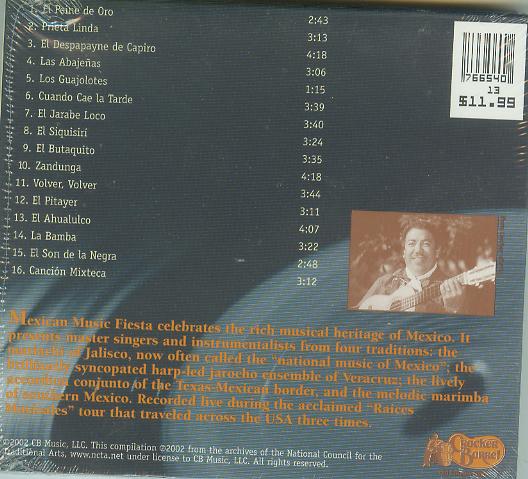 1. El Peine de Oro 2:43
2. Prieta Linda 3:13
3. El Despapayne de Capiro 4:18
4. Las Abajeñas 3:06
5. Los Guajolotes 1:15
6. Cuando Cae la Tarde 3:39
7. El Jarabe Loco 3:40
8. El Siquisirí 3:24
9. El Butaquito 3:35
10. Zandunga 4:18
11. Volver, Volver 3:44
12. El Pitayer 3:11
13. El Ahualulco 4:07
14. La Bamba 3:22
15. El Son de la Negra 2:48
16. Canción Mixteca 3:12
766540
13
$11.99
Mexican Music Fiesta celebrates the rich musical heritage of Mexico. It
presents master singers and instrumentalists from four traditions: the
mariachi of Jalisco, now often called the "national music of Mexico"; the
brilliantly syncopated harp-led jarocho ensemble of Veracruz; the lively
accordion conjunto of the Texas-Mexican border, and the melodic marimba
of southern Mexico. Recorded live during the acclaimed "Raíces
Musicales" tour that traveled across the USA three times.
©2002 CB Music, LLC. This compilation ©2002 from the archives of the National Council for the
Traditional Arts, www.ncta.net under license to CB Music, LLC. All rights reserved.
Cracker
Barrel